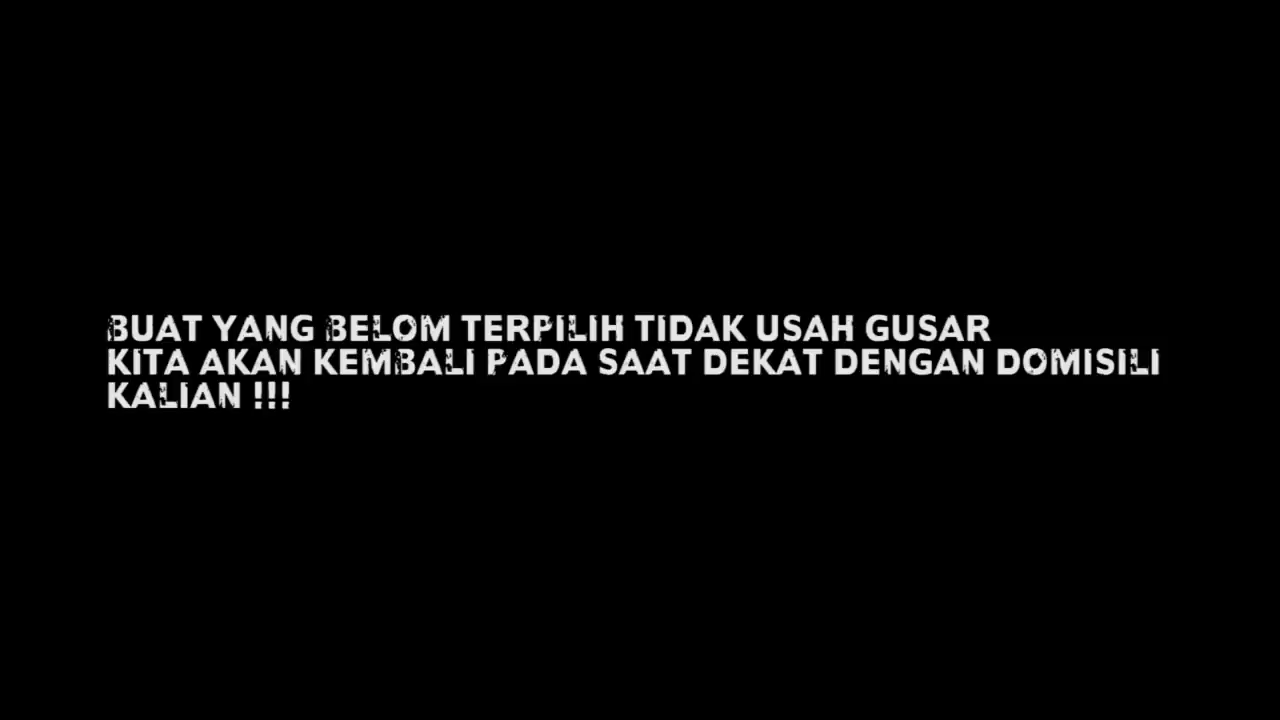 BUAT YANG BELOM TERPILIH TIDAK USAH GUSAR
KITA AKAN KEMBALI PADA SAAT DEKAT DENGAN DOMISILI
KALIAN !!!